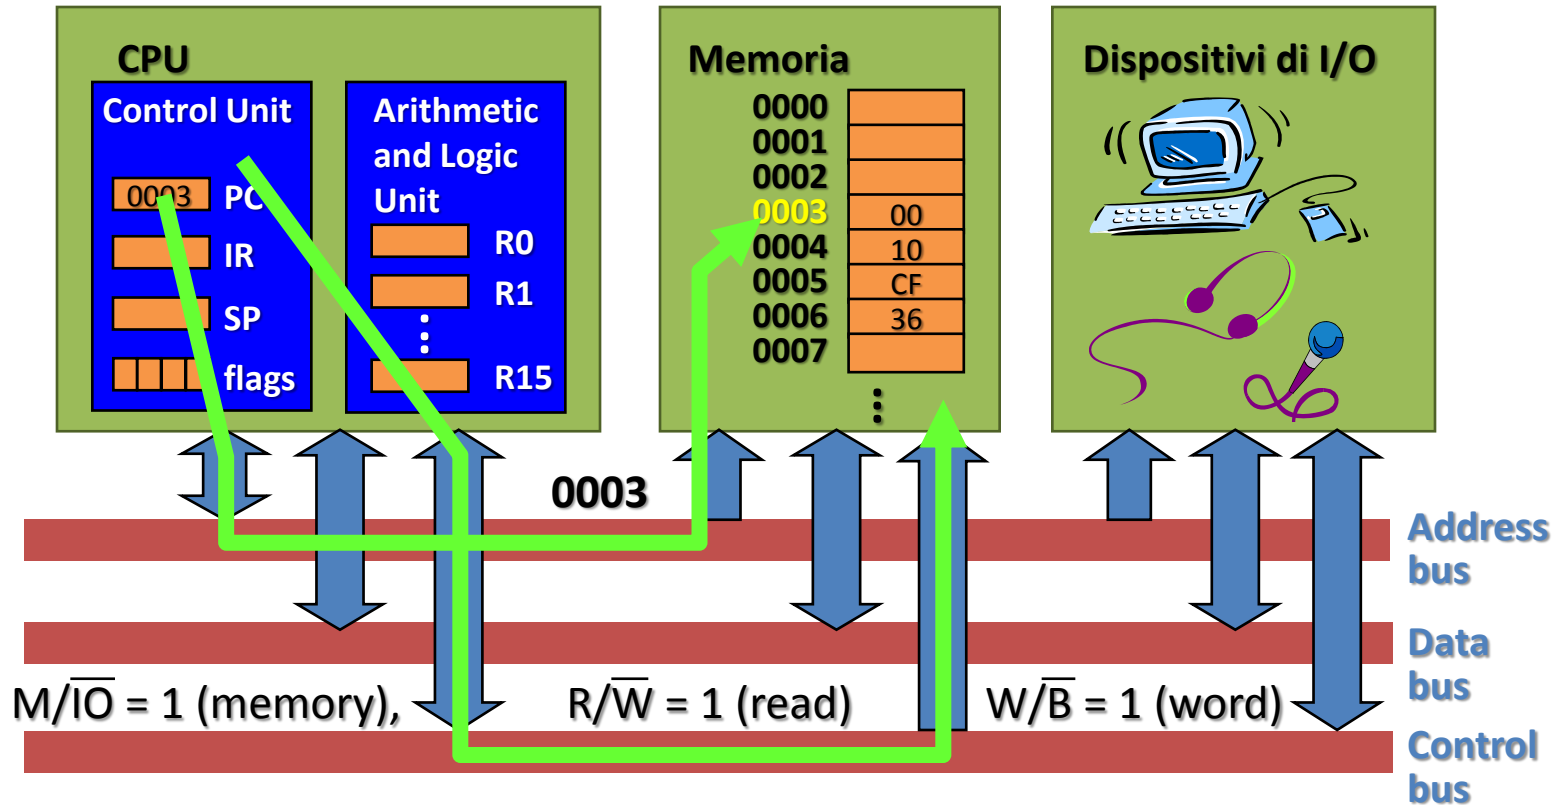 CPU
Control Unit
0003 PC
IR
SP
flags
Arithmetic
and Logic
Unit
R0
R1
⋮
R15
Memoria
0000
0001
0002
0003 00
0004 10
0005 CF
0006 36
0007
⋮
Dispositivi di I/O
0003
Address
bus
Data
bus
M/I̅O̅ = 1 (memory), R/W̅ = 1 (read) W/B̅ = 1 (word)
Control
bus